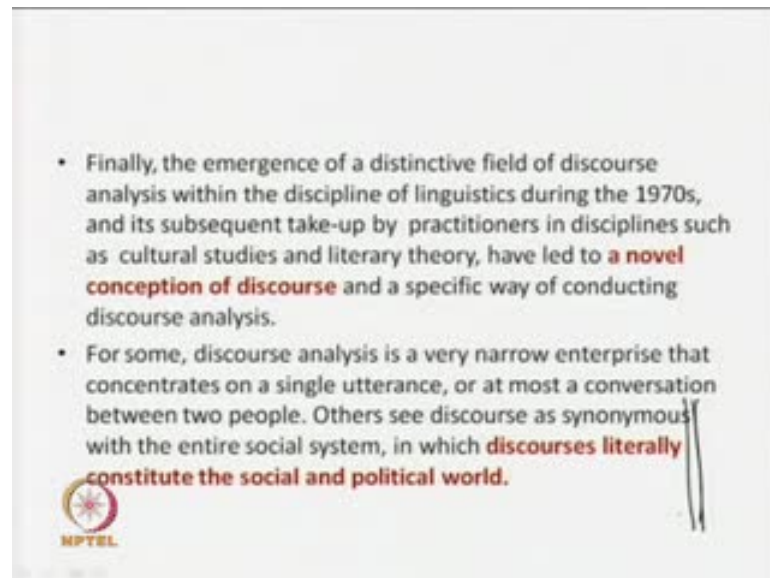 • Finally, the emergence of a distinctive field of discourse
analysis within the discipline of linguistics during the 1970s,
and its subsequent take-up by practitioners in disciplines such
as cultural studies and literary theory, have led to a novel
conception of discourse and a specific way of conducting
discourse analysis.
• For some, discourse analysis is a very narrow enterprise that
concentrates on a single utterance, or at most a conversation
between two people. Others see discourse as synonymous
with the entire social system, in which discourses literally
constitute the social and political world.
NPTEL